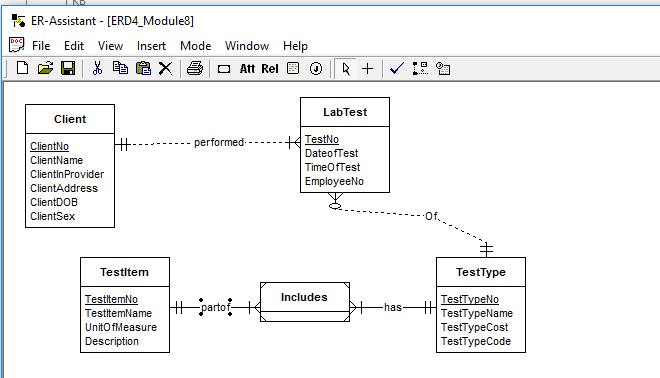 ER-Assistant - [ERD4_Module8]
File Edit View Insert Mode Window Help
Att Rel
Client
ClientNo
ClientName
ClientInProvider
ClientAddress
ClientDOB
ClientSex
performed
LabTest
TestNo
DateofTest
TimeOfTest
EmployeeNo
Of
TestItem
TestItemNo
TestItemName
UnitOfMeasure
Description
partof
Includes
has
TestType
TestTypeNo
TestTypeName
TestTypeCost
TestTypeCode